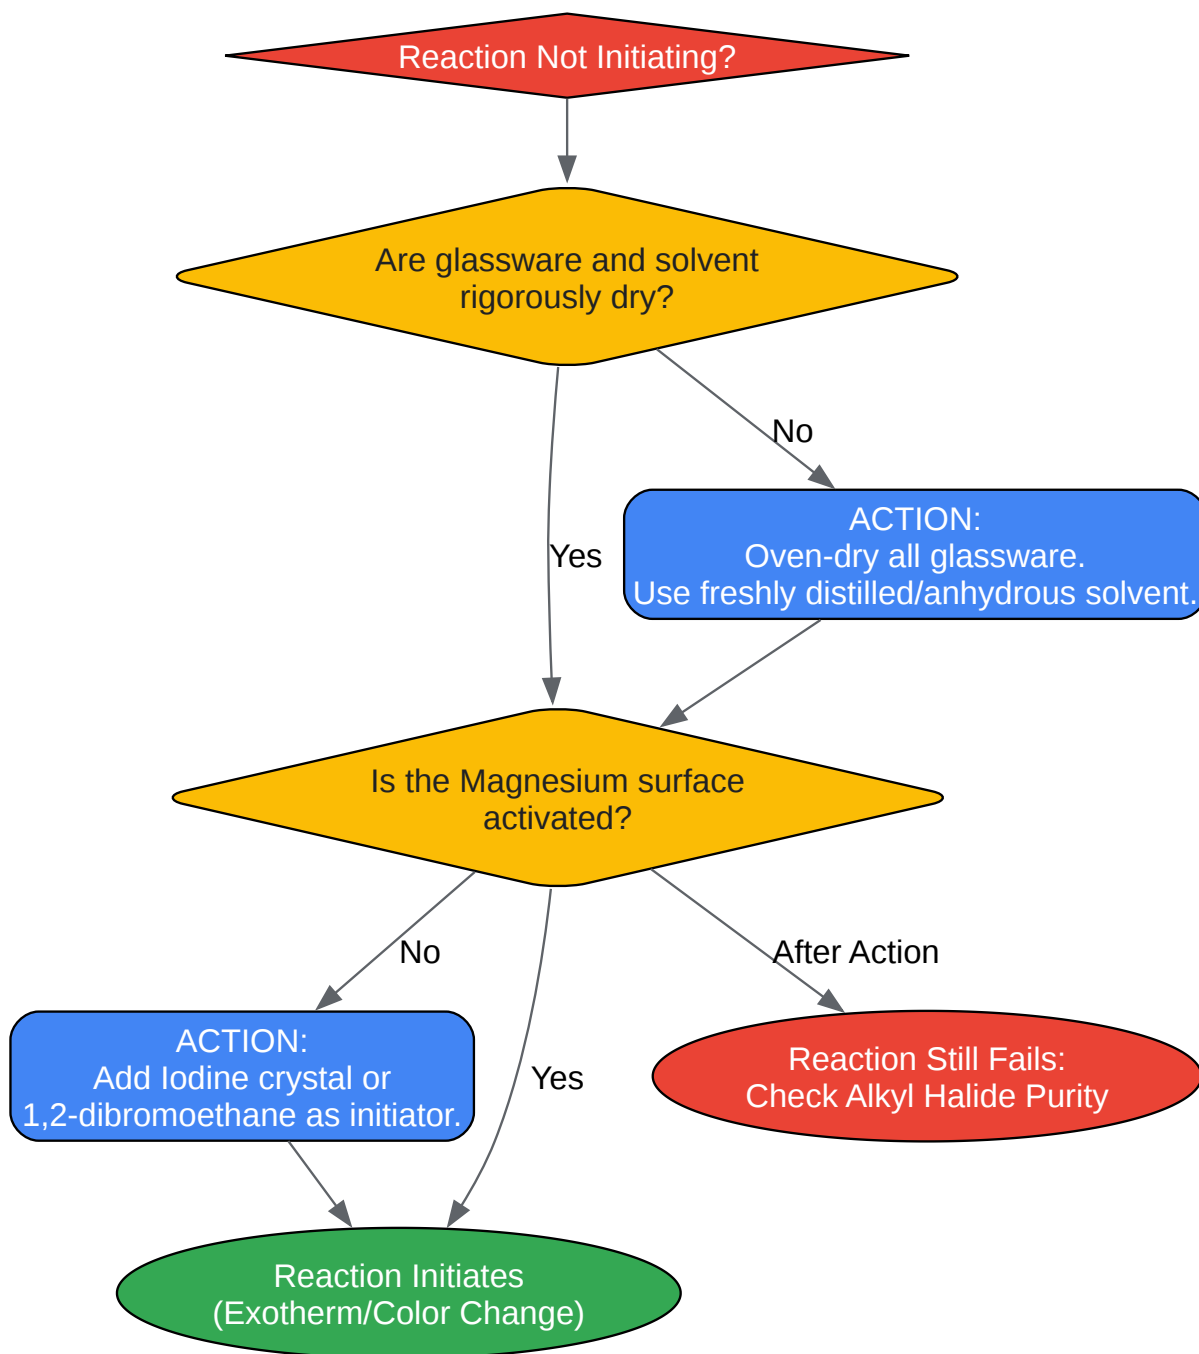 Reaction Not Initiating?
Are glassware and solvent
rigorously dry?
No
ACTION:
Oven-dry all glassware.
Use freshly distilled/anhydrous solvent.
Yes
Is the Magnesium surface
activated?
No
After Action
ACTION:
Add Iodine crystal or
1,2-dibromoethane as initiator.
Yes
Reaction Still Fails:
Check Alkyl Halide Purity
Reaction Initiates
(Exotherm/Color Change)